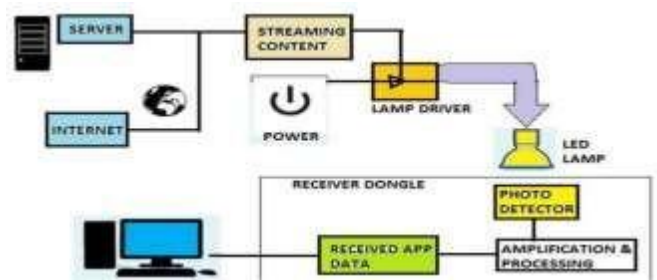 SERVER
STREAMING
CONTENT
INTERNET
POWER
LAMP DRIVER
LED
LAMP
RECEIVER DONGLE
PHOTO
DETECTOR
RECEIVED APP
DATA
AMPLIFICATION &
PROCESSING